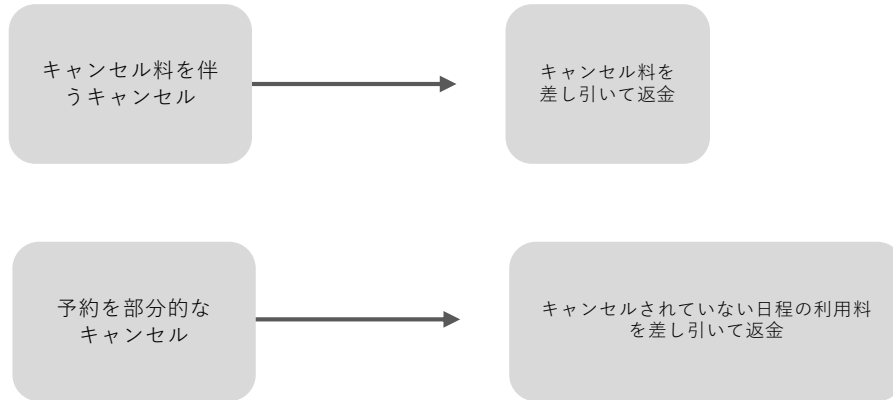 キャンセル料を伴
うキャンセル
キャンセル料を
差し引いて返金
予約を部分的な
キャンセル
キャンセルされていない日程の利用料
を差し引いて返金